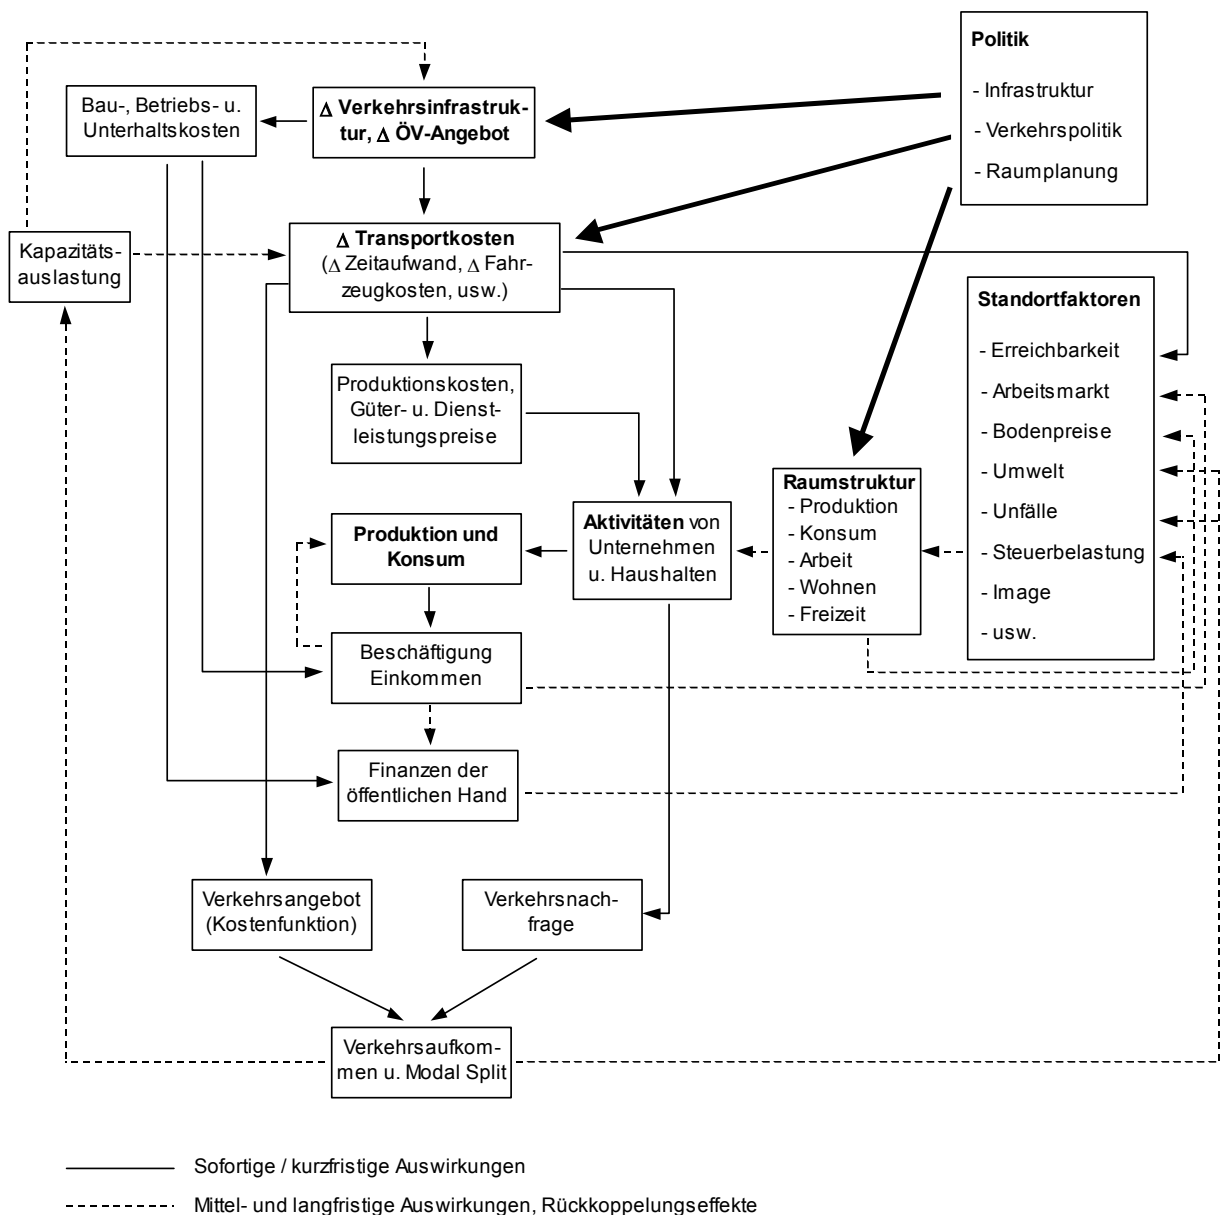 Politik
- Infrastruktur
- Verkehrspolitik
- Raumplanung
Bau-, Betriebs- u.
Unterhaltskosten
Δ Verkehrsinfrastruk-
tur, Δ ÖV-Angebot
Kapazitäts-
auslastung
Δ Transportkosten
(Δ Zeitaufwand, Δ Fahr-
zeugkosten, usw.)
Standortfaktoren
- Erreichbarkeit
- Arbeitsmarkt
- Bodenpreise
- Umwelt
- Unfälle
- Steuerbelastung
- Image
- usw.
Produktionskosten,
Güter- u. Dienst-
leistungspreise
Raumstruktur
- Produktion
- Konsum
- Arbeit
- Wohnen
- Freizeit
Aktivitäten von
Unternehmen
u. Haushalten
Produktion und
Konsum
Beschäftigung
Einkommen
Finanzen der
öffentlichen Hand
Verkehrsangebot
(Kostenfunktion)
Verkehrsnach-
frage
Verkehrsaufkom-
men u. Modal Split
Sofortige / kurzfristige Auswirkungen
Mittel- und langfristige Auswirkungen, Rückkoppelungseffekte